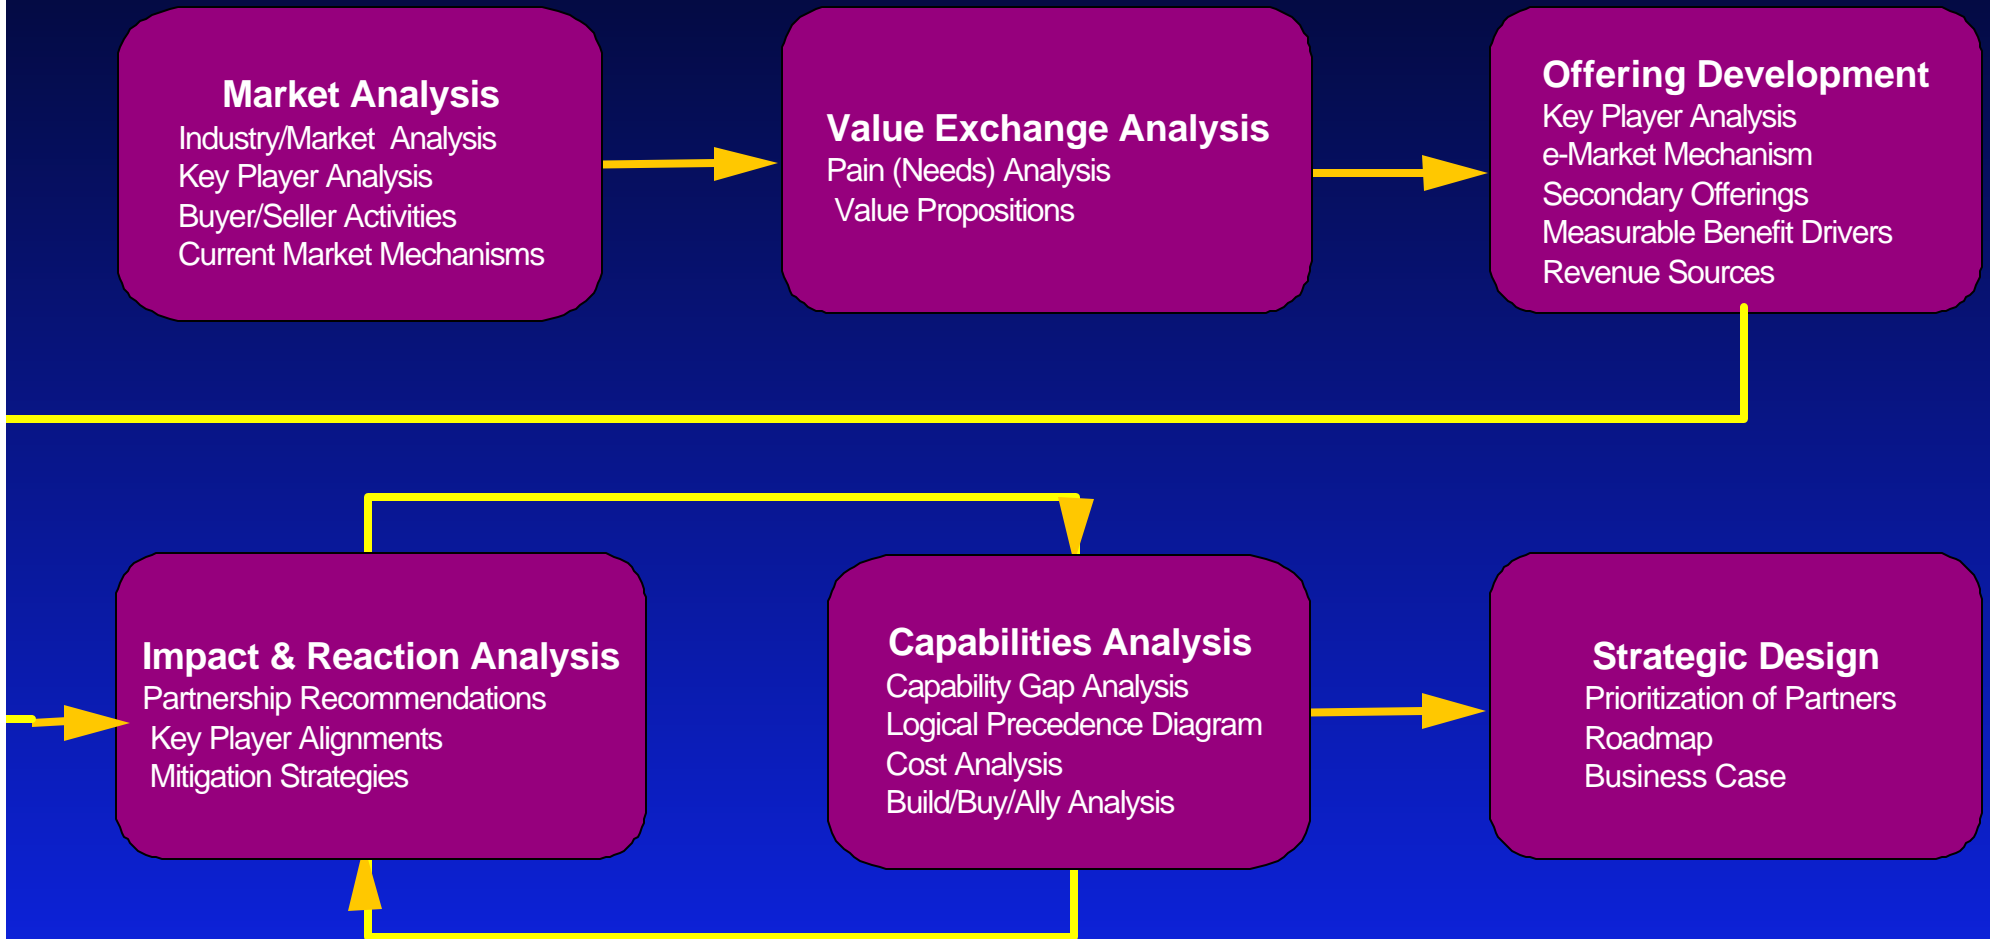 Market Analysis
Industry/Market Analysis
Key Player Analysis
Buyer/Seller Activities
Current Market Mechanisms
Value Exchange Analysis
Pain (Needs) Analysis
Value Propositions
Offering Development
Key Player Analysis
e-Market Mechanism
Secondary Offerings
Measurable Benefit Drivers
Revenue Sources
Impact & Reaction Analysis
Partnership Recommendations
Key Player Alignments
Mitigation Strategies
Capabilities Analysis
Capability Gap Analysis
Logical Precedence Diagram
Cost Analysis
Build/Buy/Ally Analysis
Strategic Design
Prioritization of Partners
Roadmap
Business Case